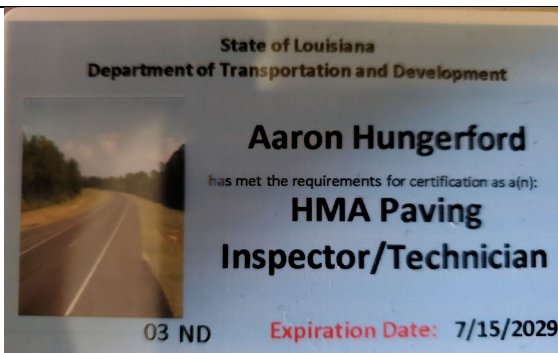 State of Louisiana
Department of Transportation and Development
Aaron Hungerford
has met the requirements for certification as a(n):
HMA Paving
Inspector/Technician
03 ND
Expiration Date: 7/15/2029